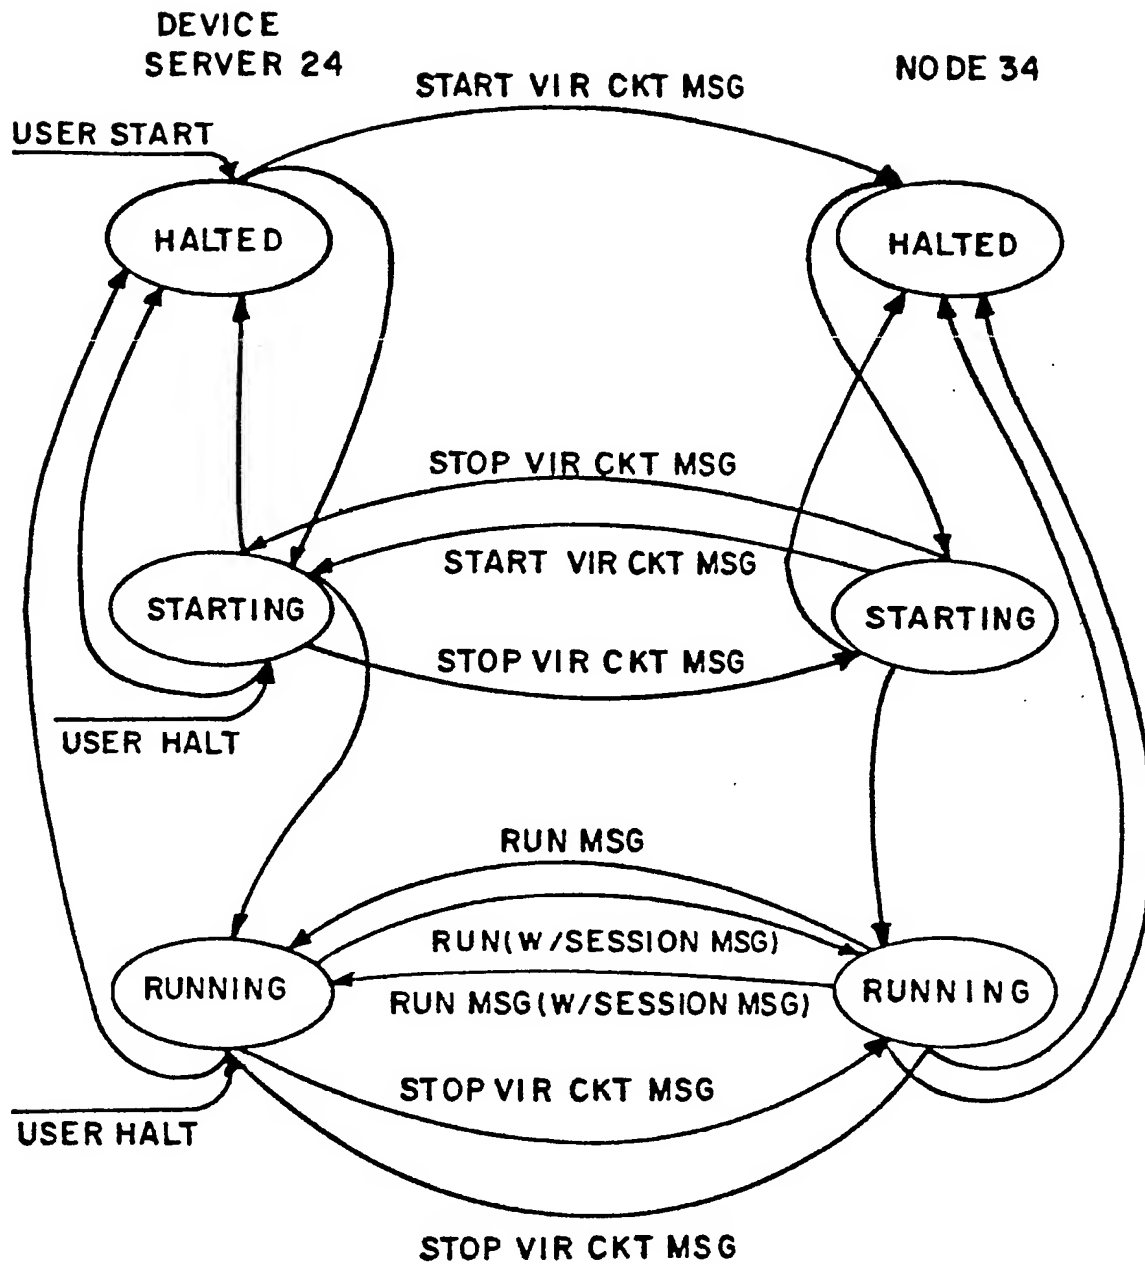 DEVICE
SERVER 24
NODE 34
START VIR CKT MSG
USER START
HALTED
HALTED
STOP VIR CKT MSG
START VIR CKT MSG
STARTING
STARTING
STOP VIR CKT MSG
USER HALT
RUN MSG
RUN(W/SESSION MSG)
RUNNING
RUNNING
RUN MSG(W/SESSION MSG)
STOP VIR CKT MSG
USER HALT
STOP VIR CKT MSG